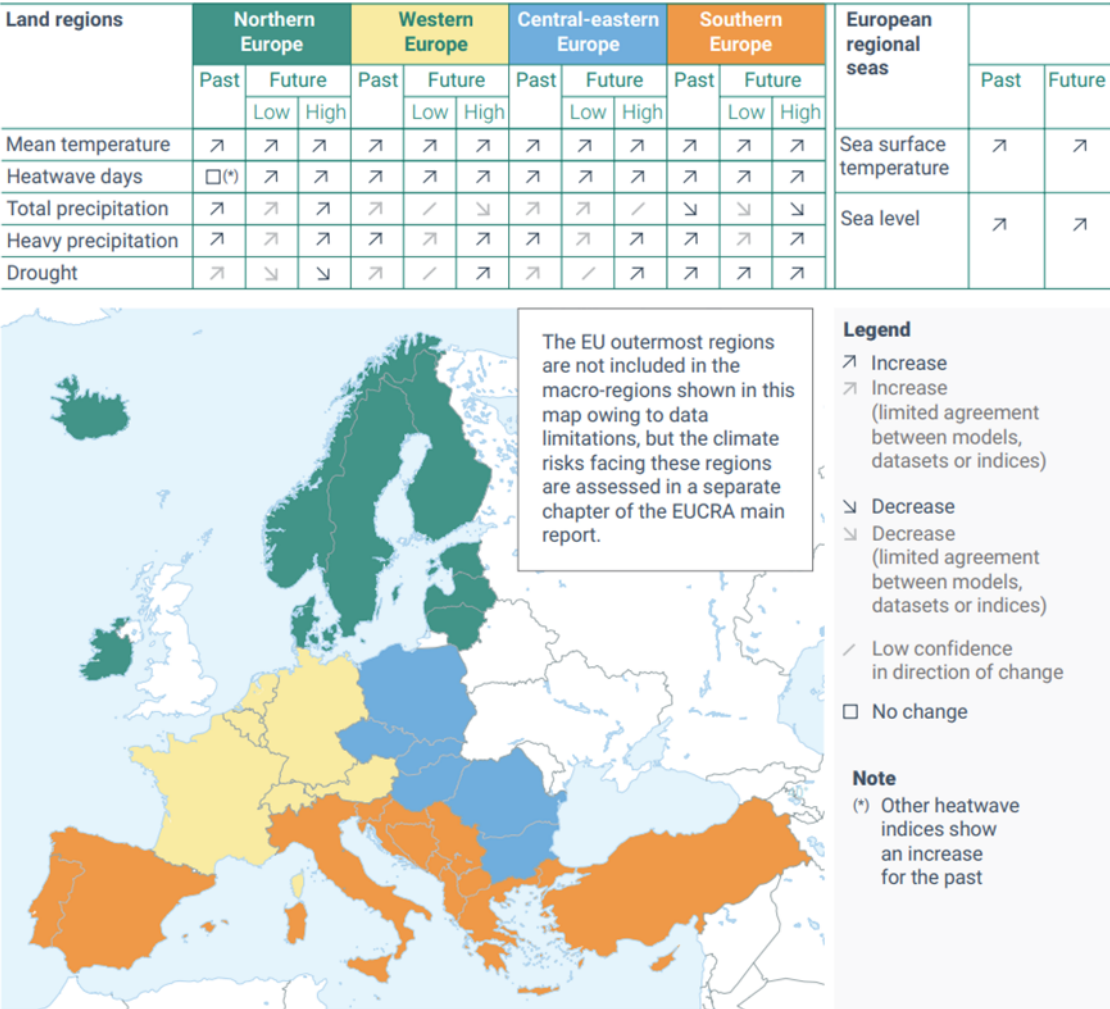 Land regions
Northern Europe
Western Europe
Central-eastern Europe
Southern Europe
European regional seas
Past Future Past Future Past Future Past Future
Low High Low High Low High Low High
Past Future
Mean temperature ↗ ↗ ↗ ↗ ↗ ↗ ↗ ↗ ↗ ↗ ↗ ↗
Heatwave days □(*) ↗ ↗ ↗ ↗ ↗ ↗ ↗ ↗ ↗ ↗ ↗
Total precipitation ↗ ↗ ↗ ↗ ⁄ ↘ ↗ ↗ ⁄ ↘ ↘ ↘
Heavy precipitation ↗ ↗ ↗ ↗ ↗ ↗ ↗ ↗ ↗ ↗ ↗ ↗
Drought ↗ ↘ ↘ ↗ ⁄ ↗ ↗ ⁄ ↗ ↗ ↗ ↗
Sea surface temperature ↗ ↗
Sea level ↗ ↗
The EU outermost regions
are not included in the
macro-regions shown in this
map owing to data
limitations, but the climate
risks facing these regions
are assessed in a separate
chapter of the EUCRA main
report.
Legend
↗ Increase
↗ Increase
(limited agreement
between models,
datasets or indices)
↘ Decrease
↘ Decrease
(limited agreement
between models,
datasets or indices)
⁄ Low confidence
in direction of change
□ No change
Note
(*) Other heatwave
indices show
an increase
for the past